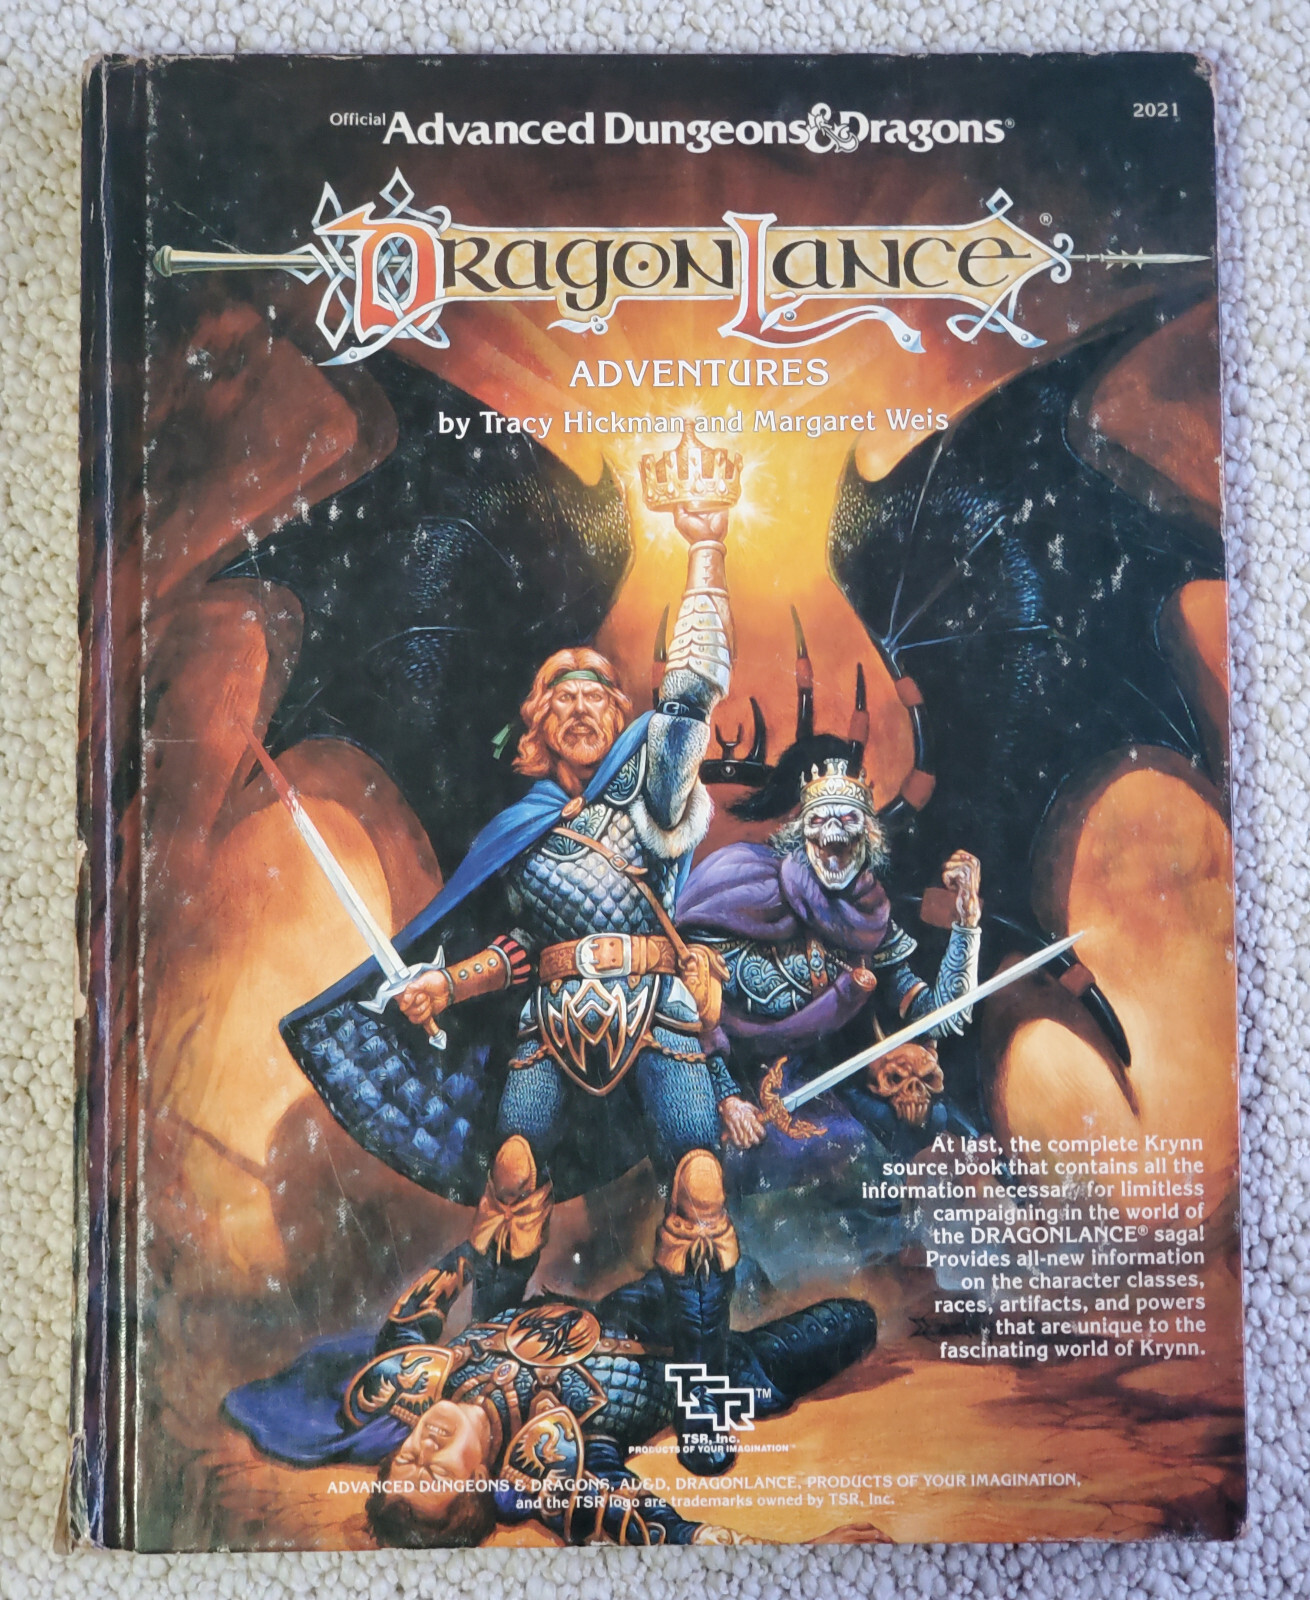 2021
Official Advanced Dungeons & Dragons®
DRAGONLANCE®
ADVENTURES
by Tracy Hickman and Margaret Weis
At last, the complete Krynn
source book that contains all the
information necessary for limitless
campaigning in the world of
the DRAGONLANCE® saga!
Provides all-new information
on the character classes,
races, artifacts, and powers
that are unique to the
fascinating world of Krynn.
TSR™
TSR, Inc.
PRODUCTS OF YOUR IMAGINATION™
ADVANCED DUNGEONS & DRAGONS, AD&D, DRAGONLANCE, PRODUCTS OF YOUR IMAGINATION,
and the TSR logo are trademarks owned by TSR, Inc.